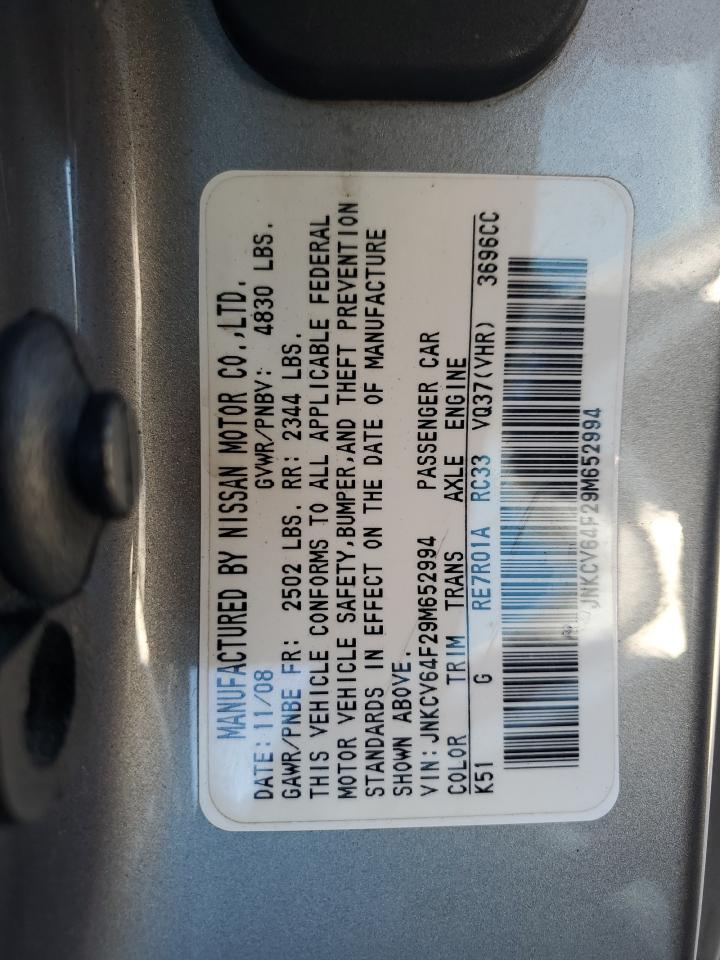 MANUFACTURED BY NISSAN MOTOR CO.,LTD.
DATE: 11/08 GVWR/PNBV: 4830 LBS.
GAWR/PNBE FR: 2502 LBS. RR: 2344 LBS.
THIS VEHICLE CONFORMS TO ALL APPLICABLE FEDERAL
MOTOR VEHICLE SAFETY,BUMPER,AND THEFT PREVENTION
STANDARDS IN EFFECT ON THE DATE OF MANUFACTURE
SHOWN ABOVE.
VIN:JNKCV64F29M652994 PASSENGER CAR
COLOR TRIM TRANS AXLE ENGINE
K51 G RE7R01A RC33 VQ37(VHR) 3696CC
JNKCV64F29M652994